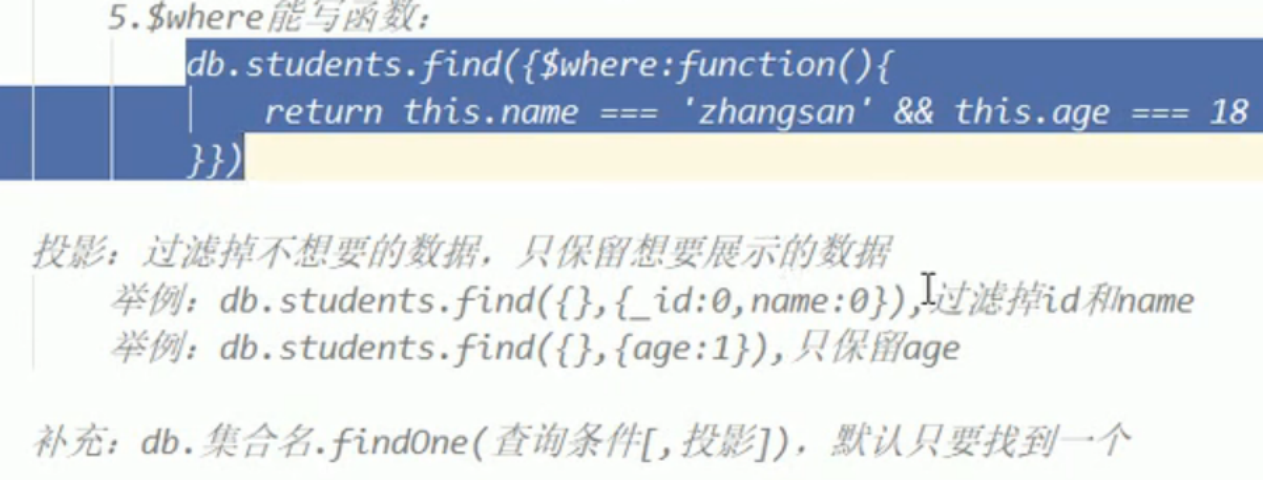 5.$where能写函数：
db.students.find({$where:function(){
return this.name === 'zhangsan' && this.age === 18
}})
投影：过滤掉不想要的数据，只保留想要展示的数据
举例：db.students.find({},{_id:0,name:0}),过滤掉id和name
举例：db.students.find({},{age:1}),只保留age
补充：db.集合名.findOne(查询条件[,投影])，默认只要找到一个